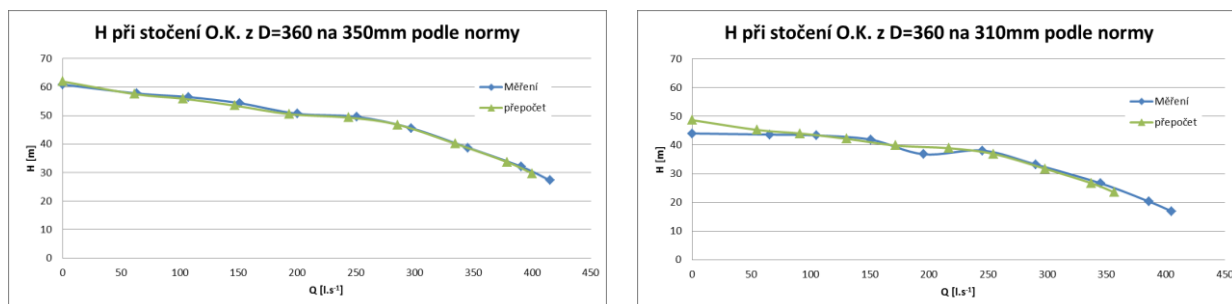 H při stočení O.K. z D=360 na 350mm podle normy
70
60
50
40
30
20
10
0
H [m]
Měření
přepočet
0 50 100 150 200 250 300 350 400 450
Q [l.s⁻¹]
H při stočení O.K. z D=360 na 310mm podle normy
70
60
50
40
30
20
10
0
H [m]
Měření
přepočet
0 50 100 150 200 250 300 350 400 450
Q [l.s⁻¹]